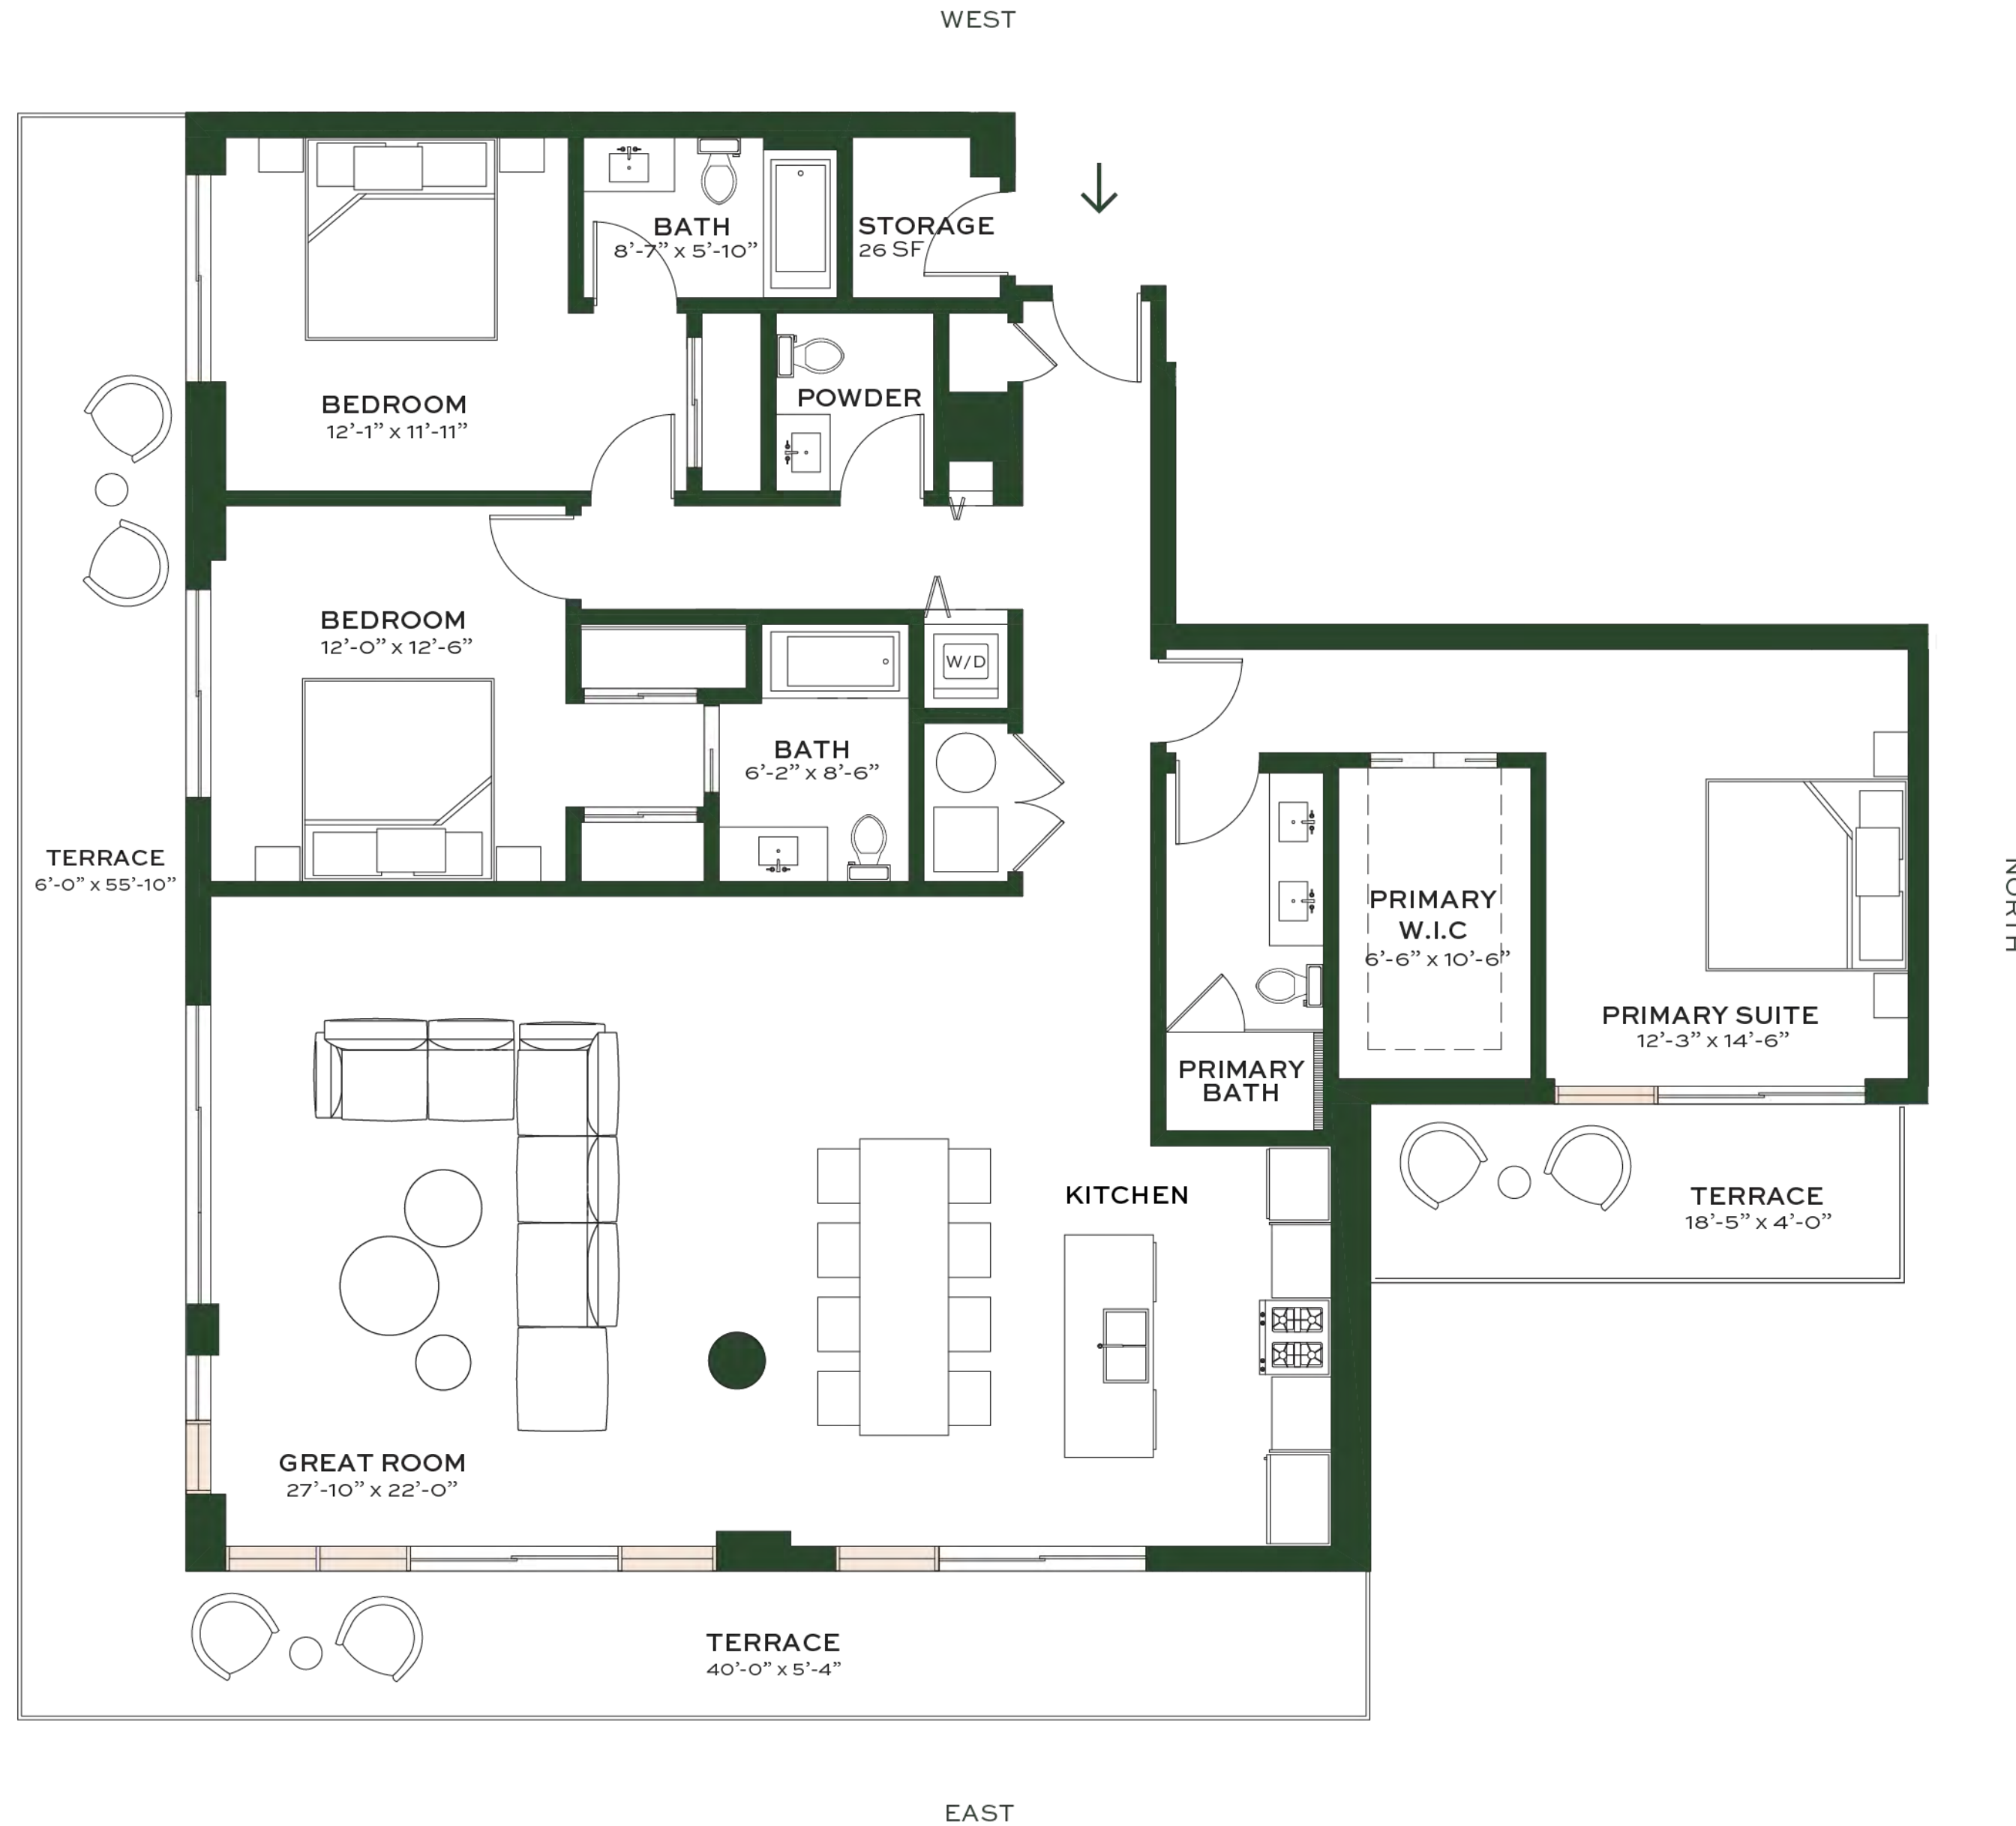 WEST
BATH
8’-7” x 5’-10”
STORAGE
26 SF
BEDROOM
12’-1” x 11’-11”
POWDER
BEDROOM
12’-0” x 12’-6”
W/D
BATH
6’-2” x 8’-6”
TERRACE
6’-0” x 55’-10”
PRIMARY
W.I.C
6’-6” x 10’-6”
NORTH
PRIMARY SUITE
12’-3” x 14’-6”
PRIMARY
BATH
KITCHEN
TERRACE
18’-5” x 4’-0”
GREAT ROOM
27’-10” x 22’-0”
TERRACE
40’-0” x 5’-4”
EAST